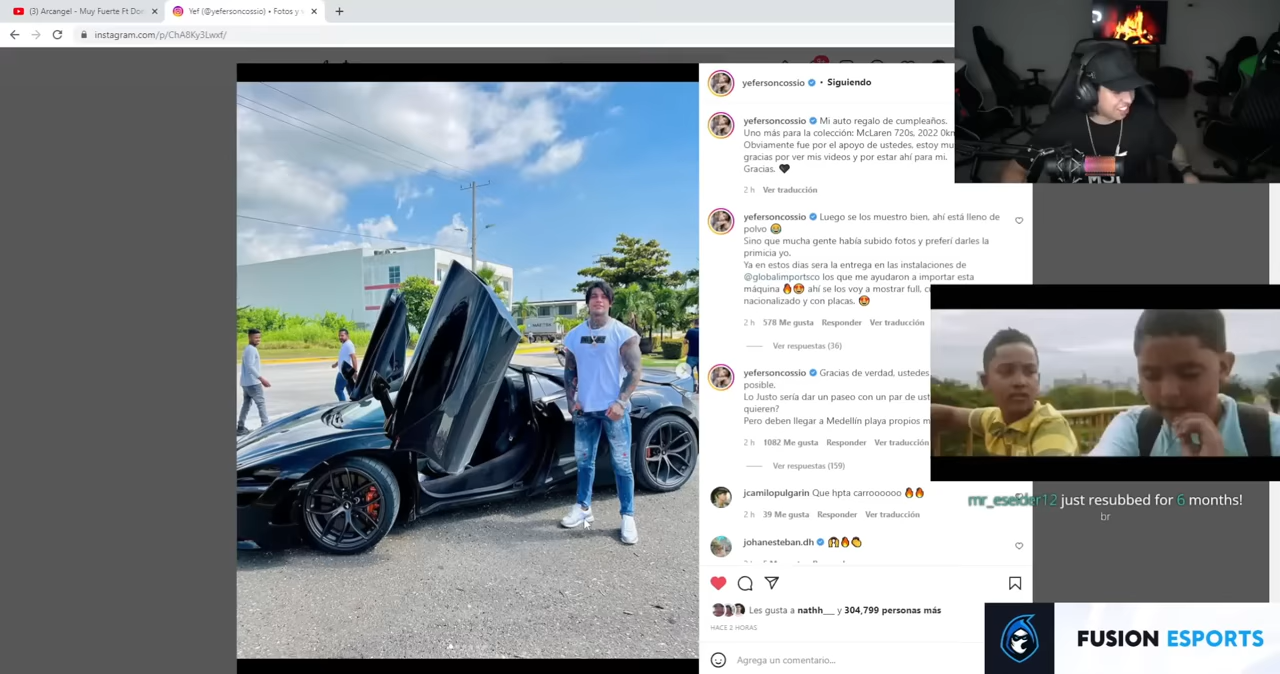 (3) Arcangel - Muy Fuerte Ft Do
Yef (@yefersoncossio) • Fotos y v
instagram.com/p/ChA8Ky3Lwxf/
yefersoncossio • Siguiendo
yefersoncossio Mi auto regalo de cumpleaños.
Uno más para la colección: McLaren 720s, 2022 0km
Obviamente fue por el apoyo de ustedes, estoy mu
gracias por ver mis videos y por estar ahí para mi.
Gracias. 🖤
2 h Ver traducción
yefersoncossio Luego se los muestro bien, ahí está lleno de
polvo 😂
Sino que mucha gente había subido fotos y preferí darles la
primicia yo.
Ya en estos dias sera la entrega en las instalaciones de
@globalimportsco los que me ayudaron a importar esta
máquina 🔥😍 ahí se los voy a mostrar full, c
nacionalizado y con placas. 😍
2 h 578 Me gusta Responder Ver traducción
Ver respuestas (36)
yefersoncossio Gracias de verdad, ustedes
posible.
Lo Justo sería dar un paseo con un par de ust
quieren?
Pero deben llegar a Medellín playa propios m
2 h 1082 Me gusta Responder Ver traducció
Ver respuestas (159)
jcamilopulgarin Que hpta carroooooo 🔥🔥
2 h 39 Me gusta Responder Ver traducción
johanesteban.dh 😱🔥👏
Les gusta a nathh___ y 304,799 personas más
HACE 2 HORAS
Agrega un comentario...
just resubbed for 6 months!
br
FUSION ESPORTS